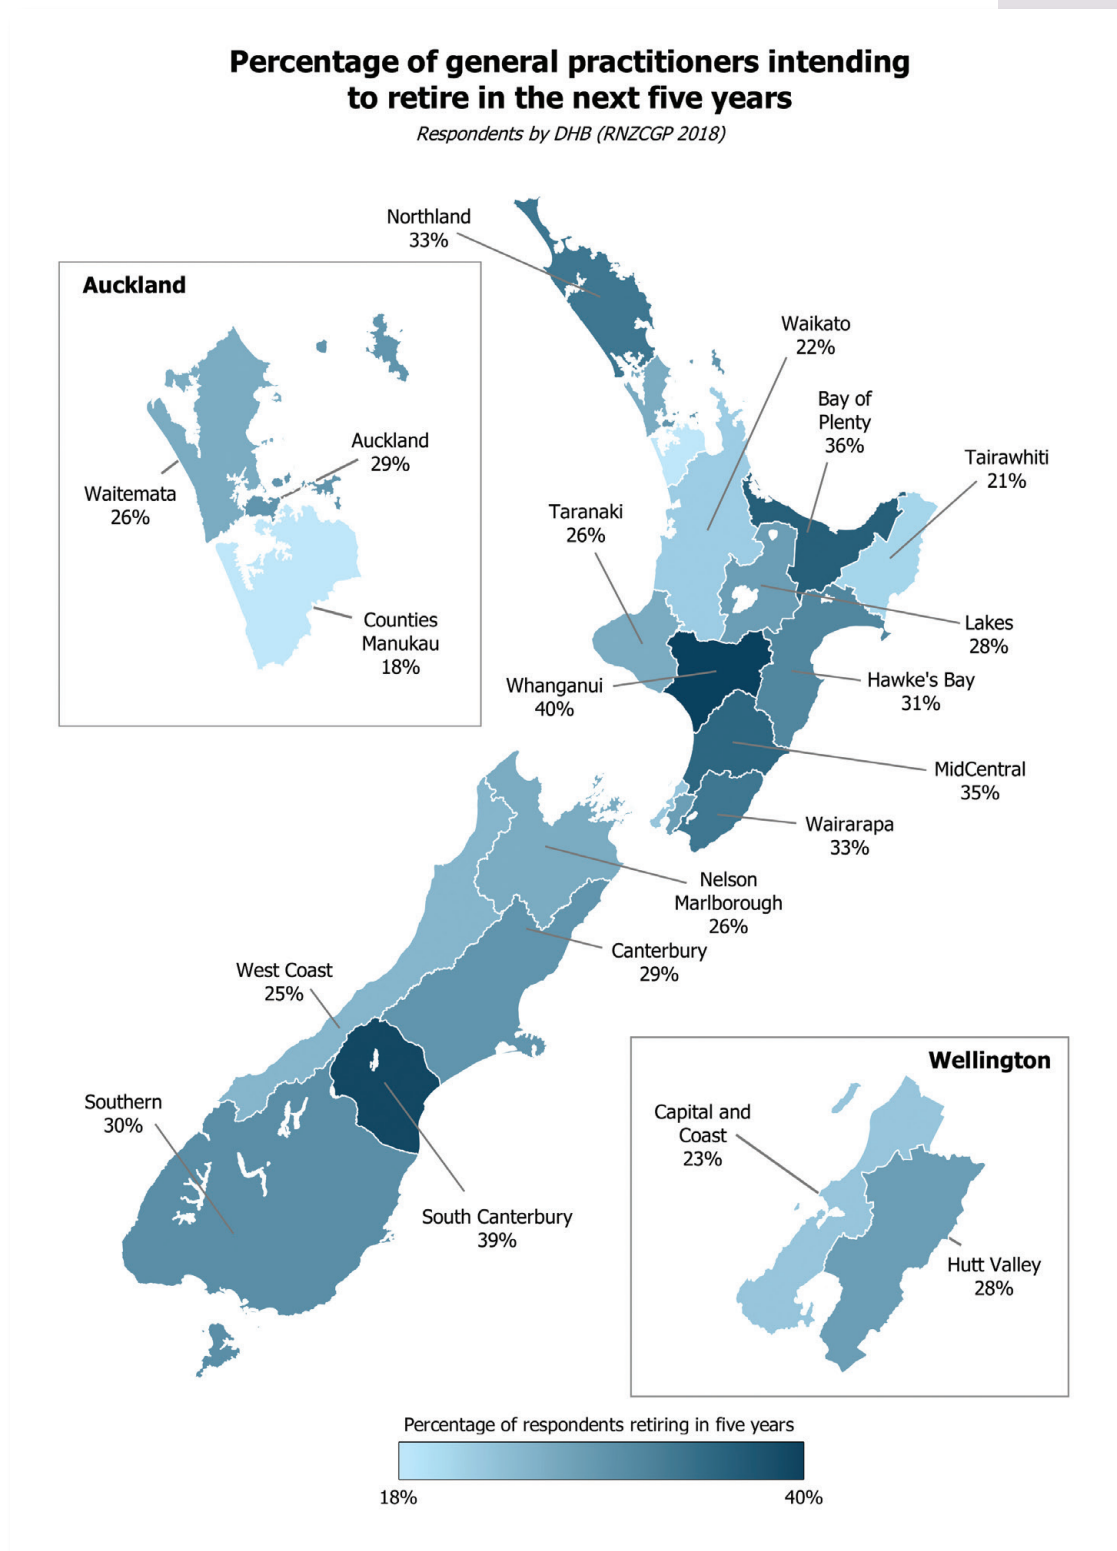 Percentage of general practitioners intending
to retire in the next five years
Respondents by DHB (RNZCGP 2018)
Northland
33%
Auckland
Waikato
22%
Bay of
Plenty
36%
Auckland
29%
Tairawhiti
21%
Waitemata
26%
Taranaki
26%
Counties
Manukau
18%
Lakes
28%
Whanganui
40%
Hawke's Bay
31%
MidCentral
35%
Wairarapa
33%
Nelson
Marlborough
26%
Canterbury
29%
West Coast
25%
Wellington
Southern
30%
Capital and
Coast
23%
South Canterbury
39%
Hutt Valley
28%
Percentage of respondents retiring in five years
18%
40%